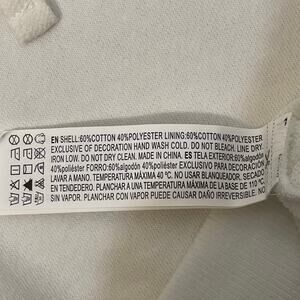 EN SHELL:60%COTTON 40%POLYESTER LINING:60%COTTON 40%POLYESTER
EXCLUSIVE OF DECORATION HAND WASH COLD. DO NOT BLEACH. LINE DRY.
IRON LOW. DO NOT DRY CLEAN. MADE IN CHINA. ES TELA EXTERIOR:60%algodón
40%poliéster FORRO:60%algodón 40%poliéster EXCLUSIVO PARA DECORACIÓN
LAVAR A MANO. TEMPERATURA MÁXIMA 40 ºC. NO USAR BLANQUEADOR. SECADO
EN TENDEDERO. PLANCHAR A UNA TEMPERATURA MÁXIMA DE LA BASE DE 110 ºC,
PLANCHAR SIN VAPOR PUEDE CAUSAR DAÑO IRREVERSIBLE. NO